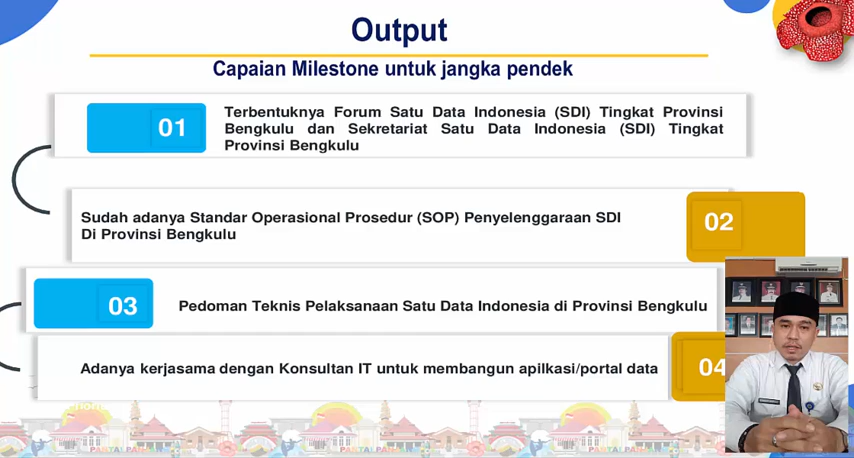 Output
Capaian Milestone untuk jangka pendek
01
Terbentuknya Forum Satu Data Indonesia (SDI) Tingkat Provinsi
Bengkulu dan Sekretariat Satu Data Indonesia (SDI) Tingkat
Provinsi Bengkulu
Sudah adanya Standar Operasional Prosedur (SOP) Penyelenggaraan SDI
Di Provinsi Bengkulu
02
03
Pedoman Teknis Pelaksanaan Satu Data Indonesia di Provinsi Bengkulu
Adanya kerjasama dengan Konsultan IT untuk membangun apilkasi/portal data
04